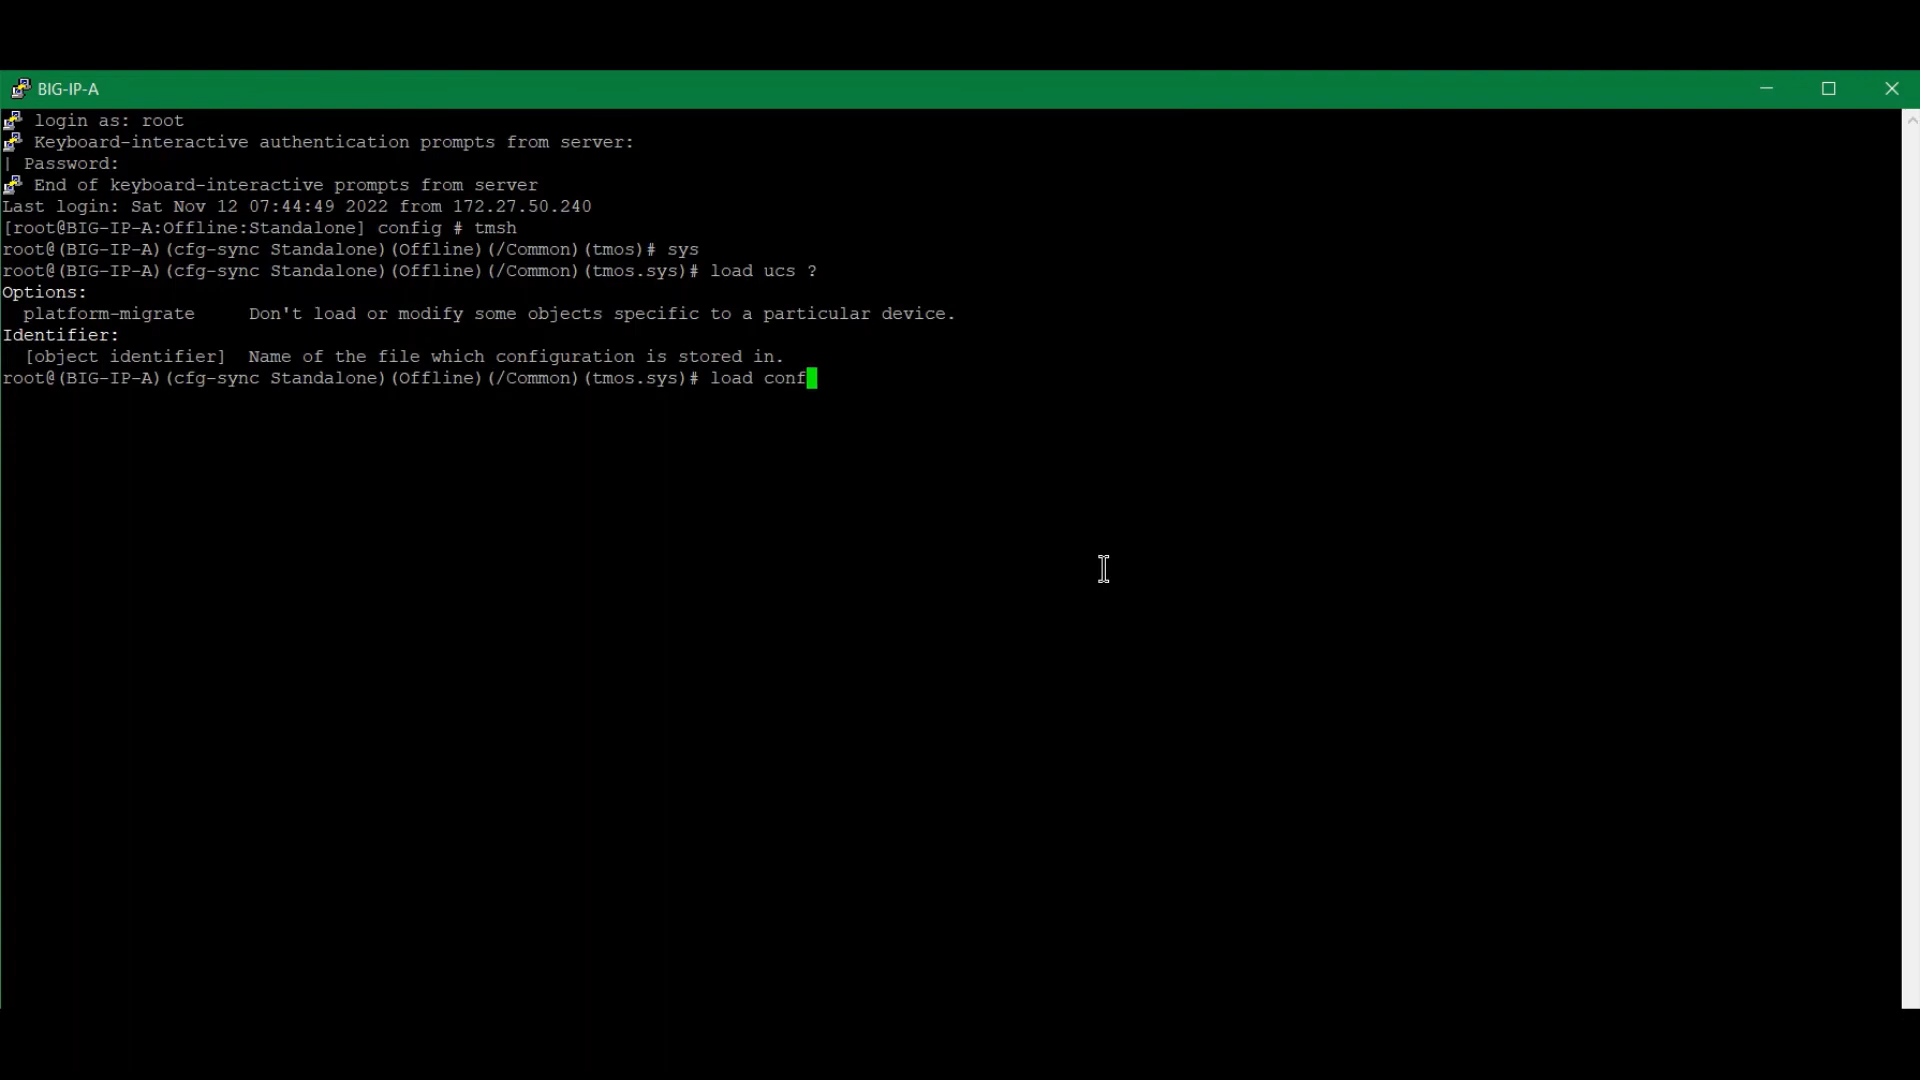 BIG-IP-A
login as: root
Keyboard-interactive authentication prompts from server:
| Password:
End of keyboard-interactive prompts from server
Last login: Sat Nov 12 07:44:49 2022 from 172.27.50.240
[root@BIG-IP-A:Offline:Standalone] config # tmsh
root@(BIG-IP-A)(cfg-sync Standalone)(Offline)(/Common)(tmos)# sys
root@(BIG-IP-A)(cfg-sync Standalone)(Offline)(/Common)(tmos.sys)# load ucs ?
Options:
  platform-migrate     Don't load or modify some objects specific to a particular device.
Identifier:
  [object identifier]  Name of the file which configuration is stored in.
root@(BIG-IP-A)(cfg-sync Standalone)(Offline)(/Common)(tmos.sys)# load conf